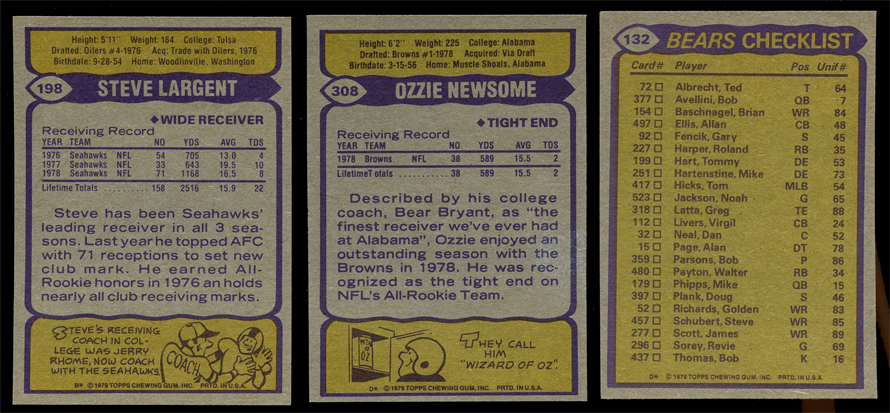 Height: 5'11" Weight: 184 College: Tulsa
Drafted: Oilers #4-1976 Acq: Trade with Oilers, 1976
Birthdate: 9-28-54 Home: Woodinville, Washington
198 STEVE LARGENT
◆WIDE RECEIVER
Receiving Record
YEAR TEAM NO YDS AVG TDS
1976 Seahawks NFL 54 705 13.0 4
1977 Seahawks NFL 33 643 19.5 10
1978 Seahawks NFL 71 1168 16.5 8
Lifetime Totals .......... 158 2516 15.9 22
Steve has been Seahawks'
leading receiver in all 3 sea-
sons. Last year he topped AFC
with 71 receptions to set new
club mark. He earned All-
Rookie honors in 1976 an holds
nearly all club receiving marks.
STEVE'S RECEIVING
COACH IN COL-
LEGE WAS JERRY
RHOME, NOW COACH
WITH THE SEAHAWKS.
COACH
B* © 1979 TOPPS CHEWING GUM, INC. PRTD. IN U.S.A.
Height: 6'2" Weight: 225 College: Alabama
Drafted: Browns #1-1978 Acquired: Via Draft
Birthdate: 3-15-56 Home: Muscle Shoals, Alabama
308 OZZIE NEWSOME
◆TIGHT END
Receiving Record
YEAR TEAM NO YDS AVG TDS
1978 Browns NFL 38 589 15.5 2
LifetimeTotals ........... 38 589 15.5 2
Described by his college
coach, Bear Bryant, as "the
finest receiver we've ever had
at Alabama", Ozzie enjoyed an
outstanding season with the
Browns in 1978. He was rec-
ognized as the tight end on
NFL's All-Rookie Team.
OZ
THEY CALL
HIM
"WIZARD OF OZ".
D* © 1979 TOPPS CHEWING GUM, INC. PRTD. IN U.S.A.
132 BEARS CHECKLIST
Card# Player Pos Unif#
72 □ Albrecht, Ted T 64
377 □ Avellini, Bob QB 7
154 □ Baschnagel, Brian WR 84
497 □ Ellis, Allan CB 48
92 □ Fencik, Gary S 45
227 □ Harper, Roland RB 35
199 □ Hart, Tommy DE 53
251 □ Hartenstine, Mike DE 73
417 □ Hicks, Tom MLB 54
523 □ Jackson, Noah G 65
318 □ Latta, Greg TE 88
112 □ Livers, Virgil CB 24
32 □ Neal, Dan C 52
15 □ Page, Alan DT 78
359 □ Parsons, Bob P 86
480 □ Payton, Walter RB 34
179 □ Phipps, Mike QB 15
397 □ Plank, Doug S 46
52 □ Richards, Golden WR 83
457 □ Schubert, Steve WR 85
277 □ Scott, James WR 89
296 □ Sorey, Revie G 69
437 □ Thomas, Bob K 16
D* © 1979 TOPPS CHEWING GUM, INC. PRTD. IN U.S.A.